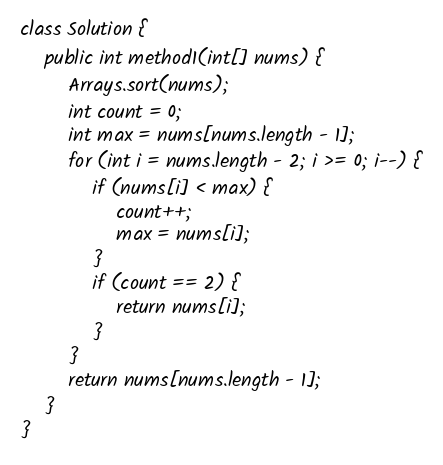 class Solution {
    public int method1(int[] nums) {
        Arrays.sort(nums);
        int count = 0;
        int max = nums[nums.length - 1];
        for (int i = nums.length - 2; i >= 0; i--) {
            if (nums[i] < max) {
                count++;
                max = nums[i];
            }
            if (count == 2) {
                return nums[i];
            }
        }
        return nums[nums.length - 1];
    }
}